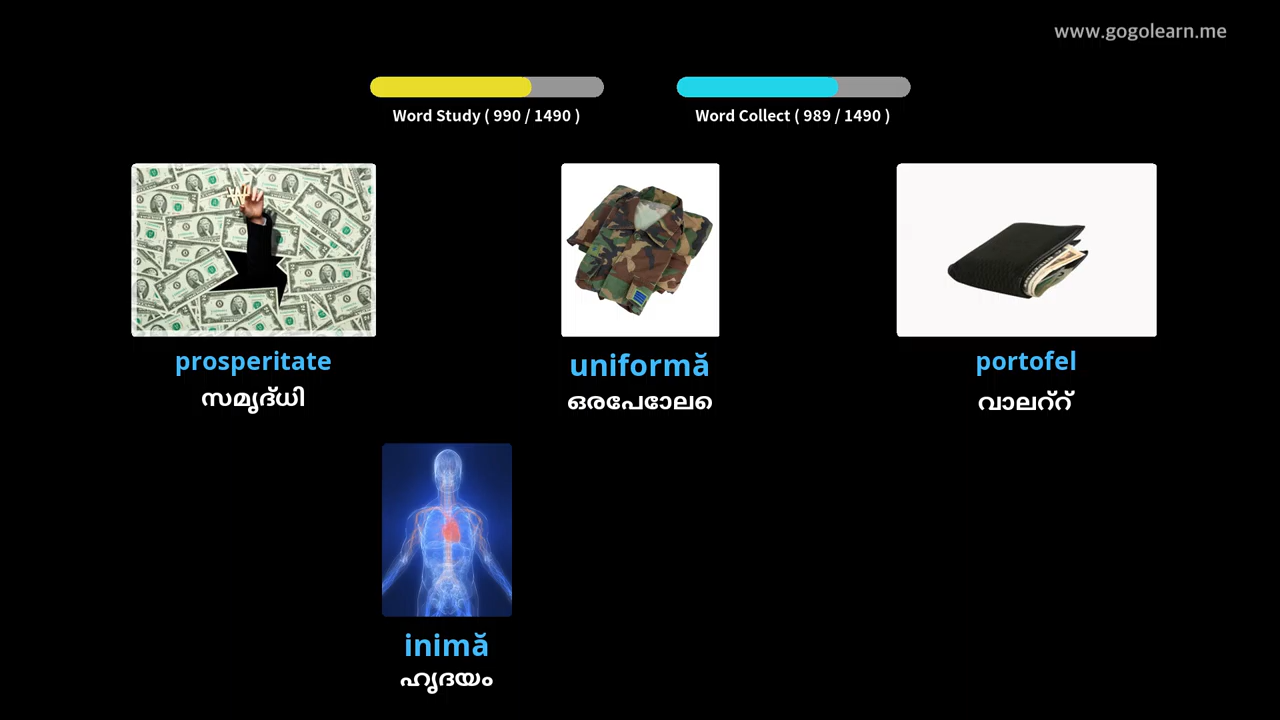 www.gogolearn.me
Word Study ( 990 / 1490 )
Word Collect ( 989 / 1490 )
prosperitate
uniformă
portofel
സമൃദ്ധി
ഒരപോേലെ
വാലറ്റ്
inimă
ഹൃദയം